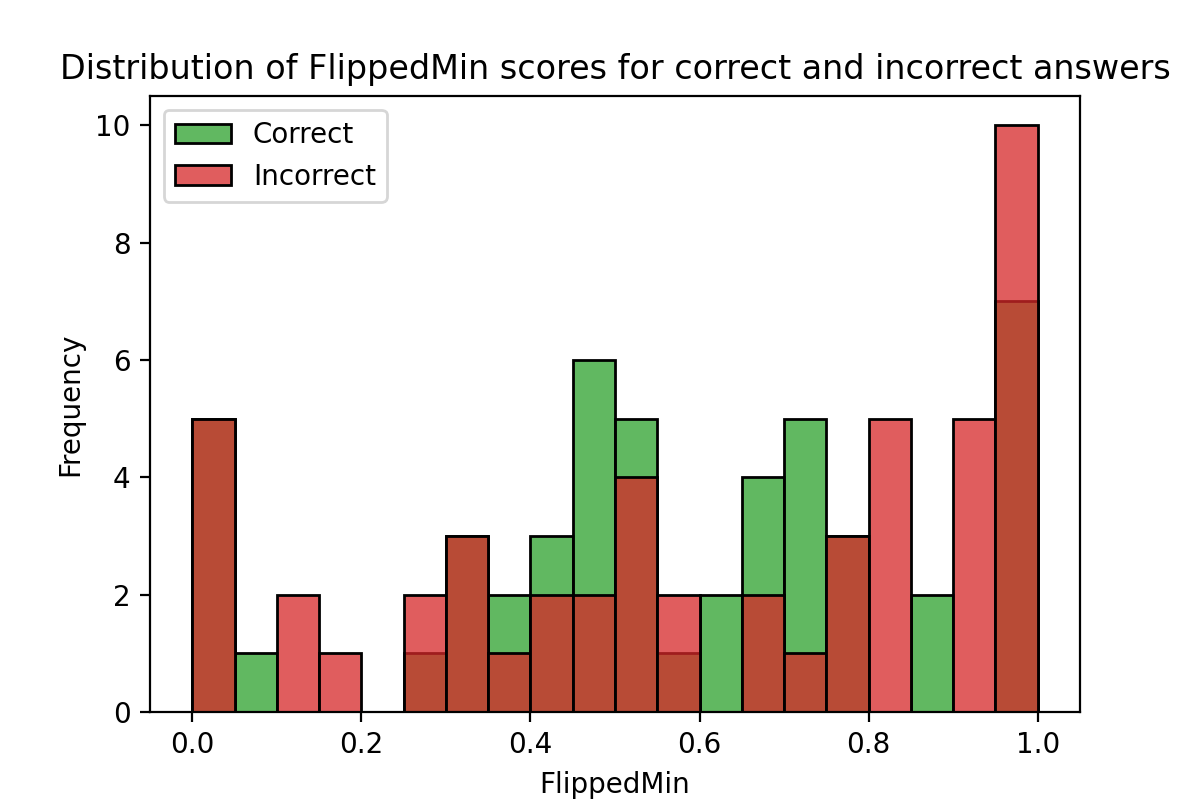 Distribution of FlippedMin scores for correct and incorrect answers
Correct
Incorrect
10
8
6
4
2
0
Frequency
0.0 0.2 0.4 0.6 0.8 1.0
FlippedMin